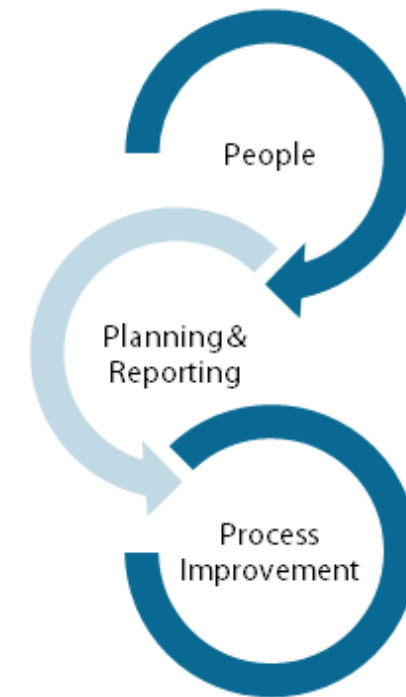 People
Planning &
Reporting
Process
Improvement